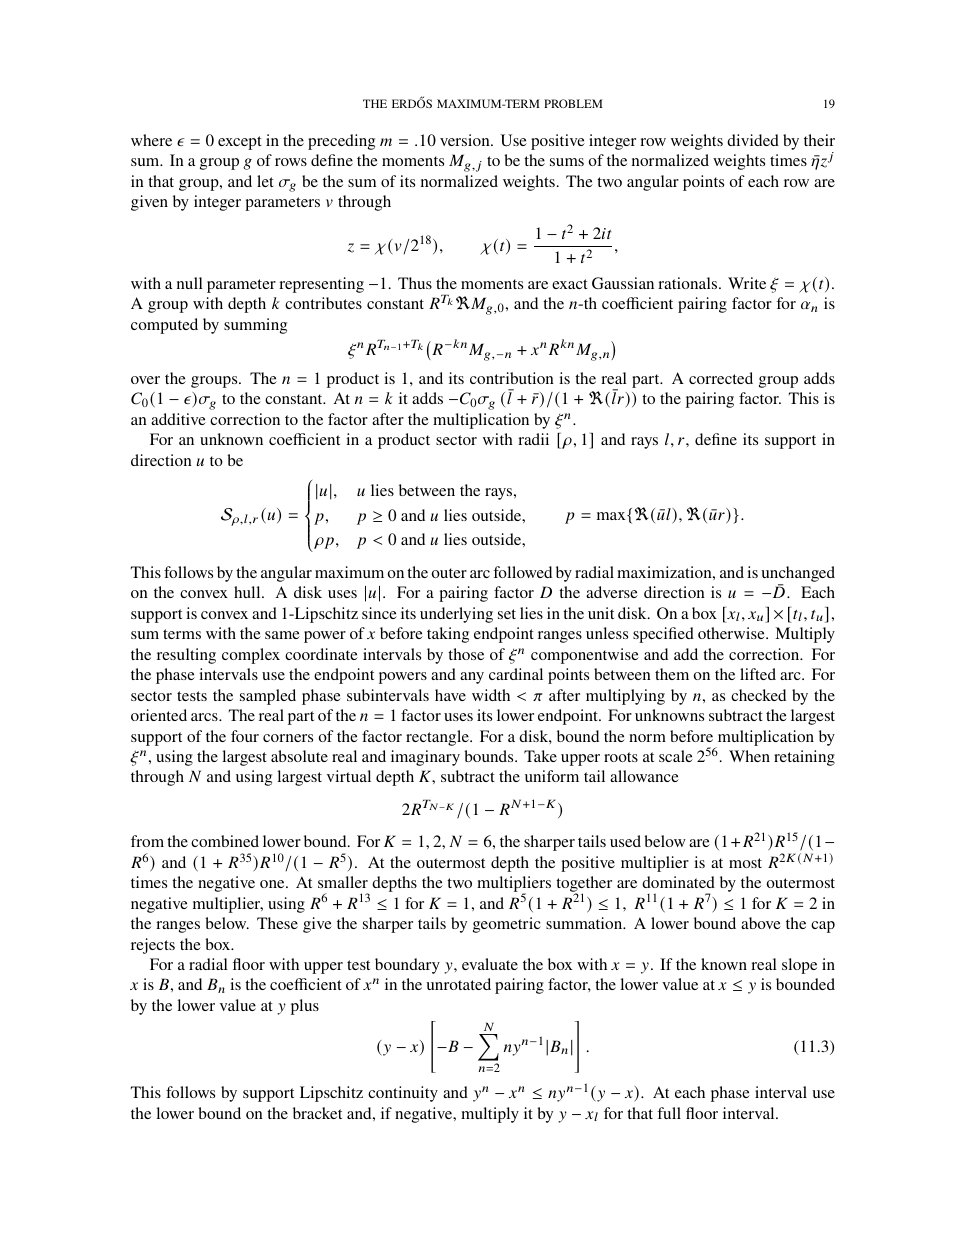 THE ERDŐS MAXIMUM-TERM PROBLEM 19
where ϵ = 0 except in the preceding m = .10 version. Use positive integer row weights divided by their
sum. In a group g of rows define the moments M_{g,j} to be the sums of the normalized weights times η̄z^j
in that group, and let σ_g be the sum of its normalized weights. The two angular points of each row are
given by integer parameters v through
z = χ(v/2^{18}), χ(t) = \frac{1 − t^2 + 2it}{1 + t^2},
with a null parameter representing −1. Thus the moments are exact Gaussian rationals. Write ξ = χ(t).
A group with depth k contributes constant R^{T_k} ℜM_{g,0}, and the n-th coefficient pairing factor for α_n is
computed by summing
ξ^n R^{T_{n−1}+T_k} (R^{−kn} M_{g,−n} + x^n R^{kn} M_{g,n})
over the groups. The n = 1 product is 1, and its contribution is the real part. A corrected group adds
C_0(1 − ϵ)σ_g to the constant. At n = k it adds −C_0σ_g (l̄ + r̄)/(1 + ℜ(l̄r)) to the pairing factor. This is
an additive correction to the factor after the multiplication by ξ^n.
For an unknown coefficient in a product sector with radii [ρ, 1] and rays l, r, define its support in
direction u to be
S_{ρ,l,r}(u) = { |u|, u lies between the rays,
p, p ≥ 0 and u lies outside, p = max{ℜ(ūl), ℜ(ūr)}.
ρp, p < 0 and u lies outside,
This follows by the angular maximum on the outer arc followed by radial maximization, and is unchanged
on the convex hull. A disk uses |u|. For a pairing factor D the adverse direction is u = −D̄. Each
support is convex and 1-Lipschitz since its underlying set lies in the unit disk. On a box [x_l, x_u]×[t_l, t_u],
sum terms with the same power of x before taking endpoint ranges unless specified otherwise. Multiply
the resulting complex coordinate intervals by those of ξ^n componentwise and add the correction. For
the phase intervals use the endpoint powers and any cardinal points between them on the lifted arc. For
sector tests the sampled phase subintervals have width < π after multiplying by n, as checked by the
oriented arcs. The real part of the n = 1 factor uses its lower endpoint. For unknowns subtract the largest
support of the four corners of the factor rectangle. For a disk, bound the norm before multiplication by
ξ^n, using the largest absolute real and imaginary bounds. Take upper roots at scale 2^{56}. When retaining
through N and using largest virtual depth K, subtract the uniform tail allowance
2R^{T_{N−K}}/(1 − R^{N+1−K})
from the combined lower bound. For K = 1, 2, N = 6, the sharper tails used below are (1+R^{21})R^{15}/(1−
R^6) and (1 + R^{35})R^{10}/(1 − R^5). At the outermost depth the positive multiplier is at most R^{2K(N+1)}
times the negative one. At smaller depths the two multipliers together are dominated by the outermost
negative multiplier, using R^6 + R^{13} ≤ 1 for K = 1, and R^5(1 + R^{21}) ≤ 1, R^{11}(1 + R^7) ≤ 1 for K = 2 in
the ranges below. These give the sharper tails by geometric summation. A lower bound above the cap
rejects the box.
For a radial floor with upper test boundary y, evaluate the box with x = y. If the known real slope in
x is B, and B_n is the coefficient of x^n in the unrotated pairing factor, the lower value at x ≤ y is bounded
by the lower value at y plus
(y − x) [ −B − \sum_{n=2}^{N} ny^{n−1}|B_n| ]. (11.3)
This follows by support Lipschitz continuity and y^n − x^n ≤ ny^{n−1}(y − x). At each phase interval use
the lower bound on the bracket and, if negative, multiply it by y − x_l for that full floor interval.